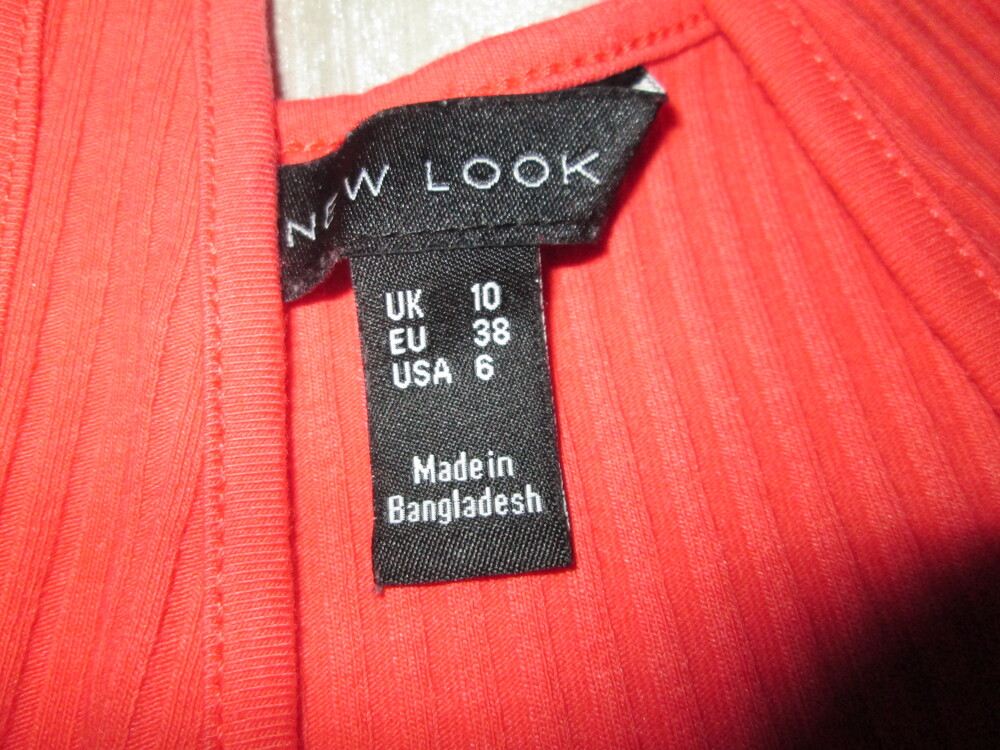 NEW LOOK
UK 10
EU 38
USA 6
Made in
Bangladesh